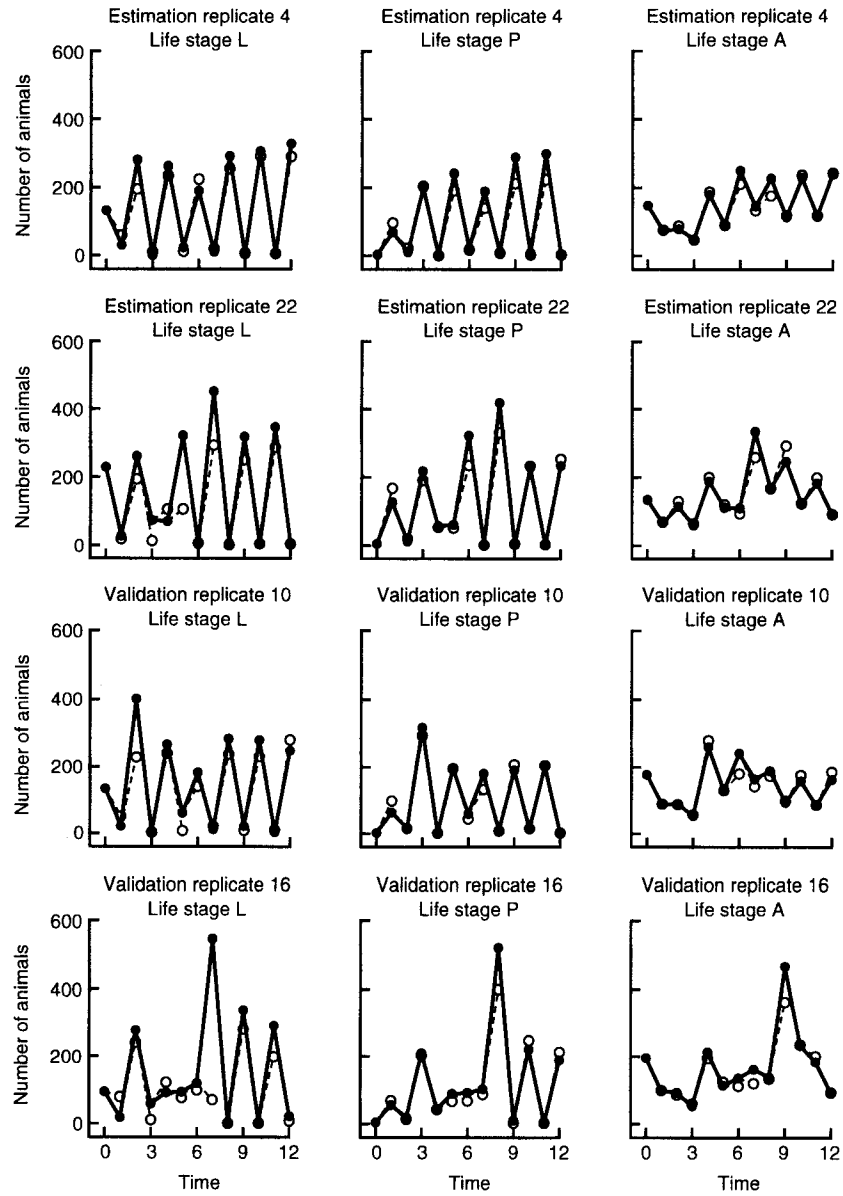 Estimation replicate 4
Life stage L
Estimation replicate 4
Life stage P
Estimation replicate 4
Life stage A
Number of animals
600
400
200
0
Estimation replicate 22
Life stage L
Estimation replicate 22
Life stage P
Estimation replicate 22
Life stage A
Number of animals
600
400
200
0
Validation replicate 10
Life stage L
Validation replicate 10
Life stage P
Validation replicate 10
Life stage A
Number of animals
600
400
200
0
Validation replicate 16
Life stage L
Validation replicate 16
Life stage P
Validation replicate 16
Life stage A
Number of animals
600
400
200
0
0 3 6 9 12
0 3 6 9 12
0 3 6 9 12
Time
Time
Time